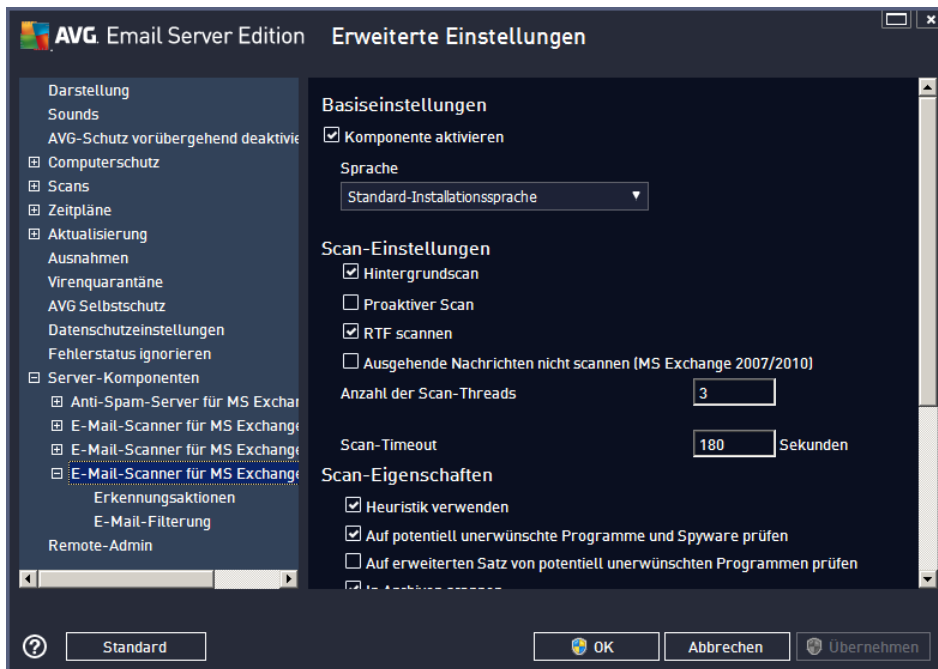 AVG. Email Server Edition Erweiterte Einstellungen
Darstellung
Sounds
AVG-Schutz vorübergehend deaktivie
Computerschutz
Scans
Zeitpläne
Aktualisierung
Ausnahmen
Virenquarantäne
AVG Selbstschutz
Datenschutzeinstellungen
Fehlerstatus ignorieren
Server-Komponenten
Anti-Spam-Server für MS Exchan
E-Mail-Scanner für MS Exchange
E-Mail-Scanner für MS Exchange
E-Mail-Scanner für MS Exchange
Erkennungsaktionen
E-Mail-Filterung
Remote-Admin
Basiseinstellungen
Komponente aktivieren
Sprache
Standard-Installationssprache
Scan-Einstellungen
Hintergrundscan
Proaktiver Scan
RTF scannen
Ausgehende Nachrichten nicht scannen (MS Exchange 2007/2010)
Anzahl der Scan-Threads 3
Scan-Timeout 180 Sekunden
Scan-Eigenschaften
Heuristik verwenden
Auf potentiell unerwünschte Programme und Spyware prüfen
Auf erweiterten Satz von potentiell unerwünschten Programmen prüfen
In Archiven scannen
Standard OK Abbrechen Übernehmen